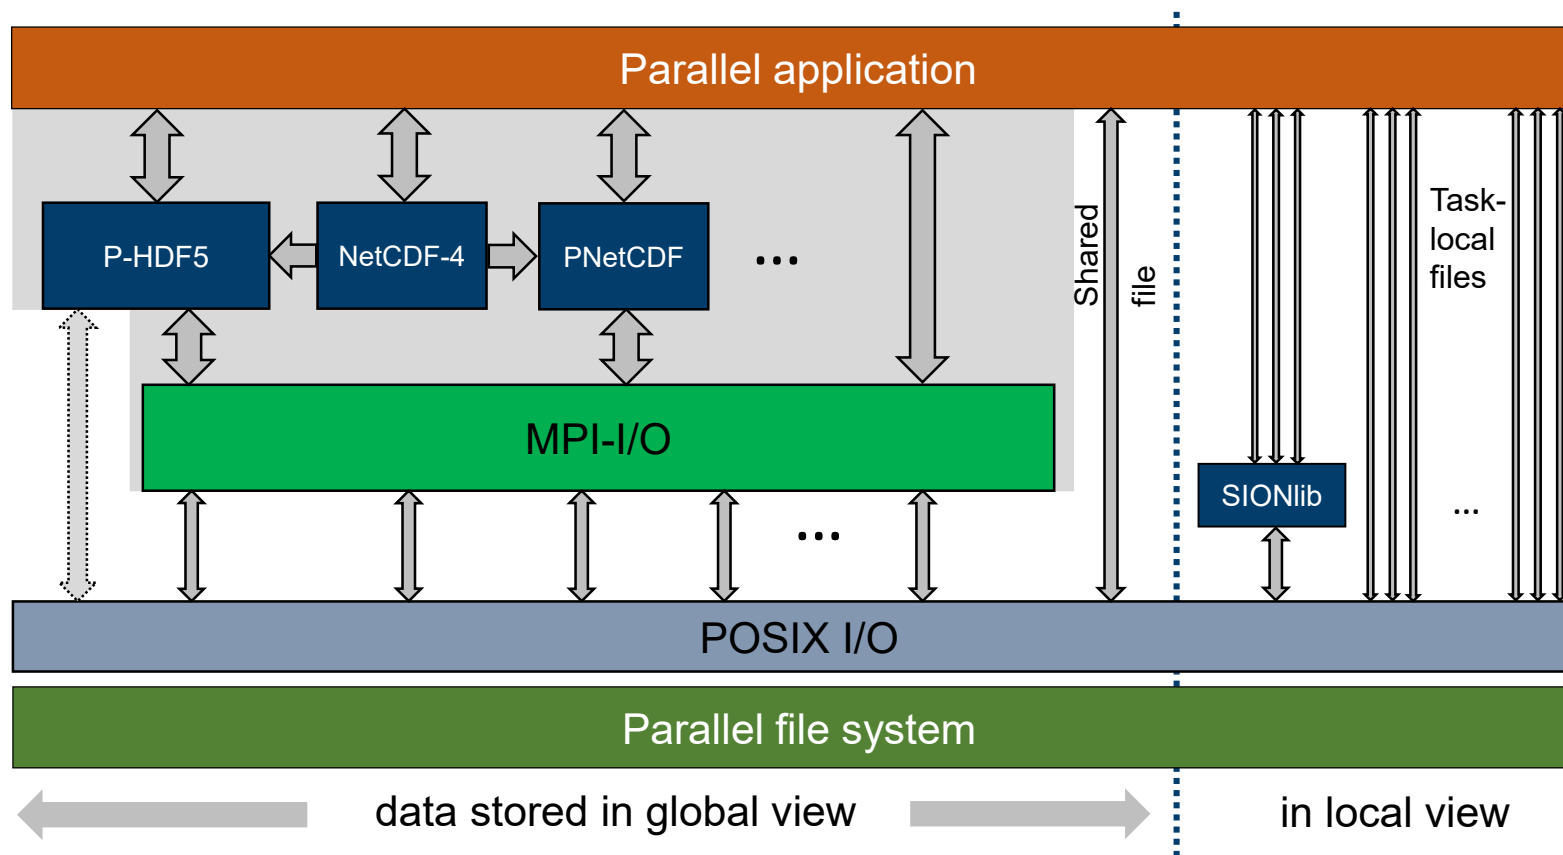 Parallel application
P-HDF5
NetCDF-4
PNetCDF
...
Shared
file
Task-
local
files
MPI-I/O
...
SIONlib
...
POSIX I/O
Parallel file system
data stored in global view
in local view